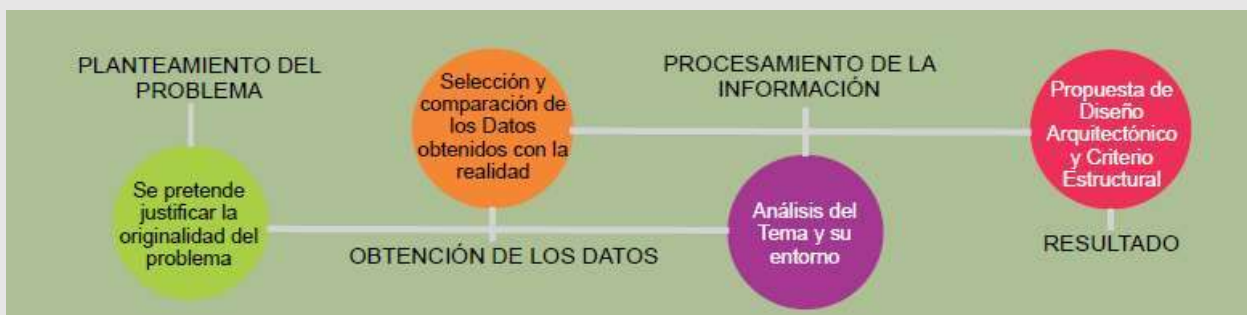 PLANTEAMIENTO DEL
PROBLEMA
Se pretende
justificar la
originalidad del
problema
Selección y
comparación de
los Datos
obtenidos con la
realidad
OBTENCIÓN DE LOS DATOS
PROCESAMIENTO DE LA
INFORMACIÓN
Análisis del
Tema y su
entorno
Propuesta de
Diseño
Arquitectónico
y Criterio
Estructural
RESULTADO